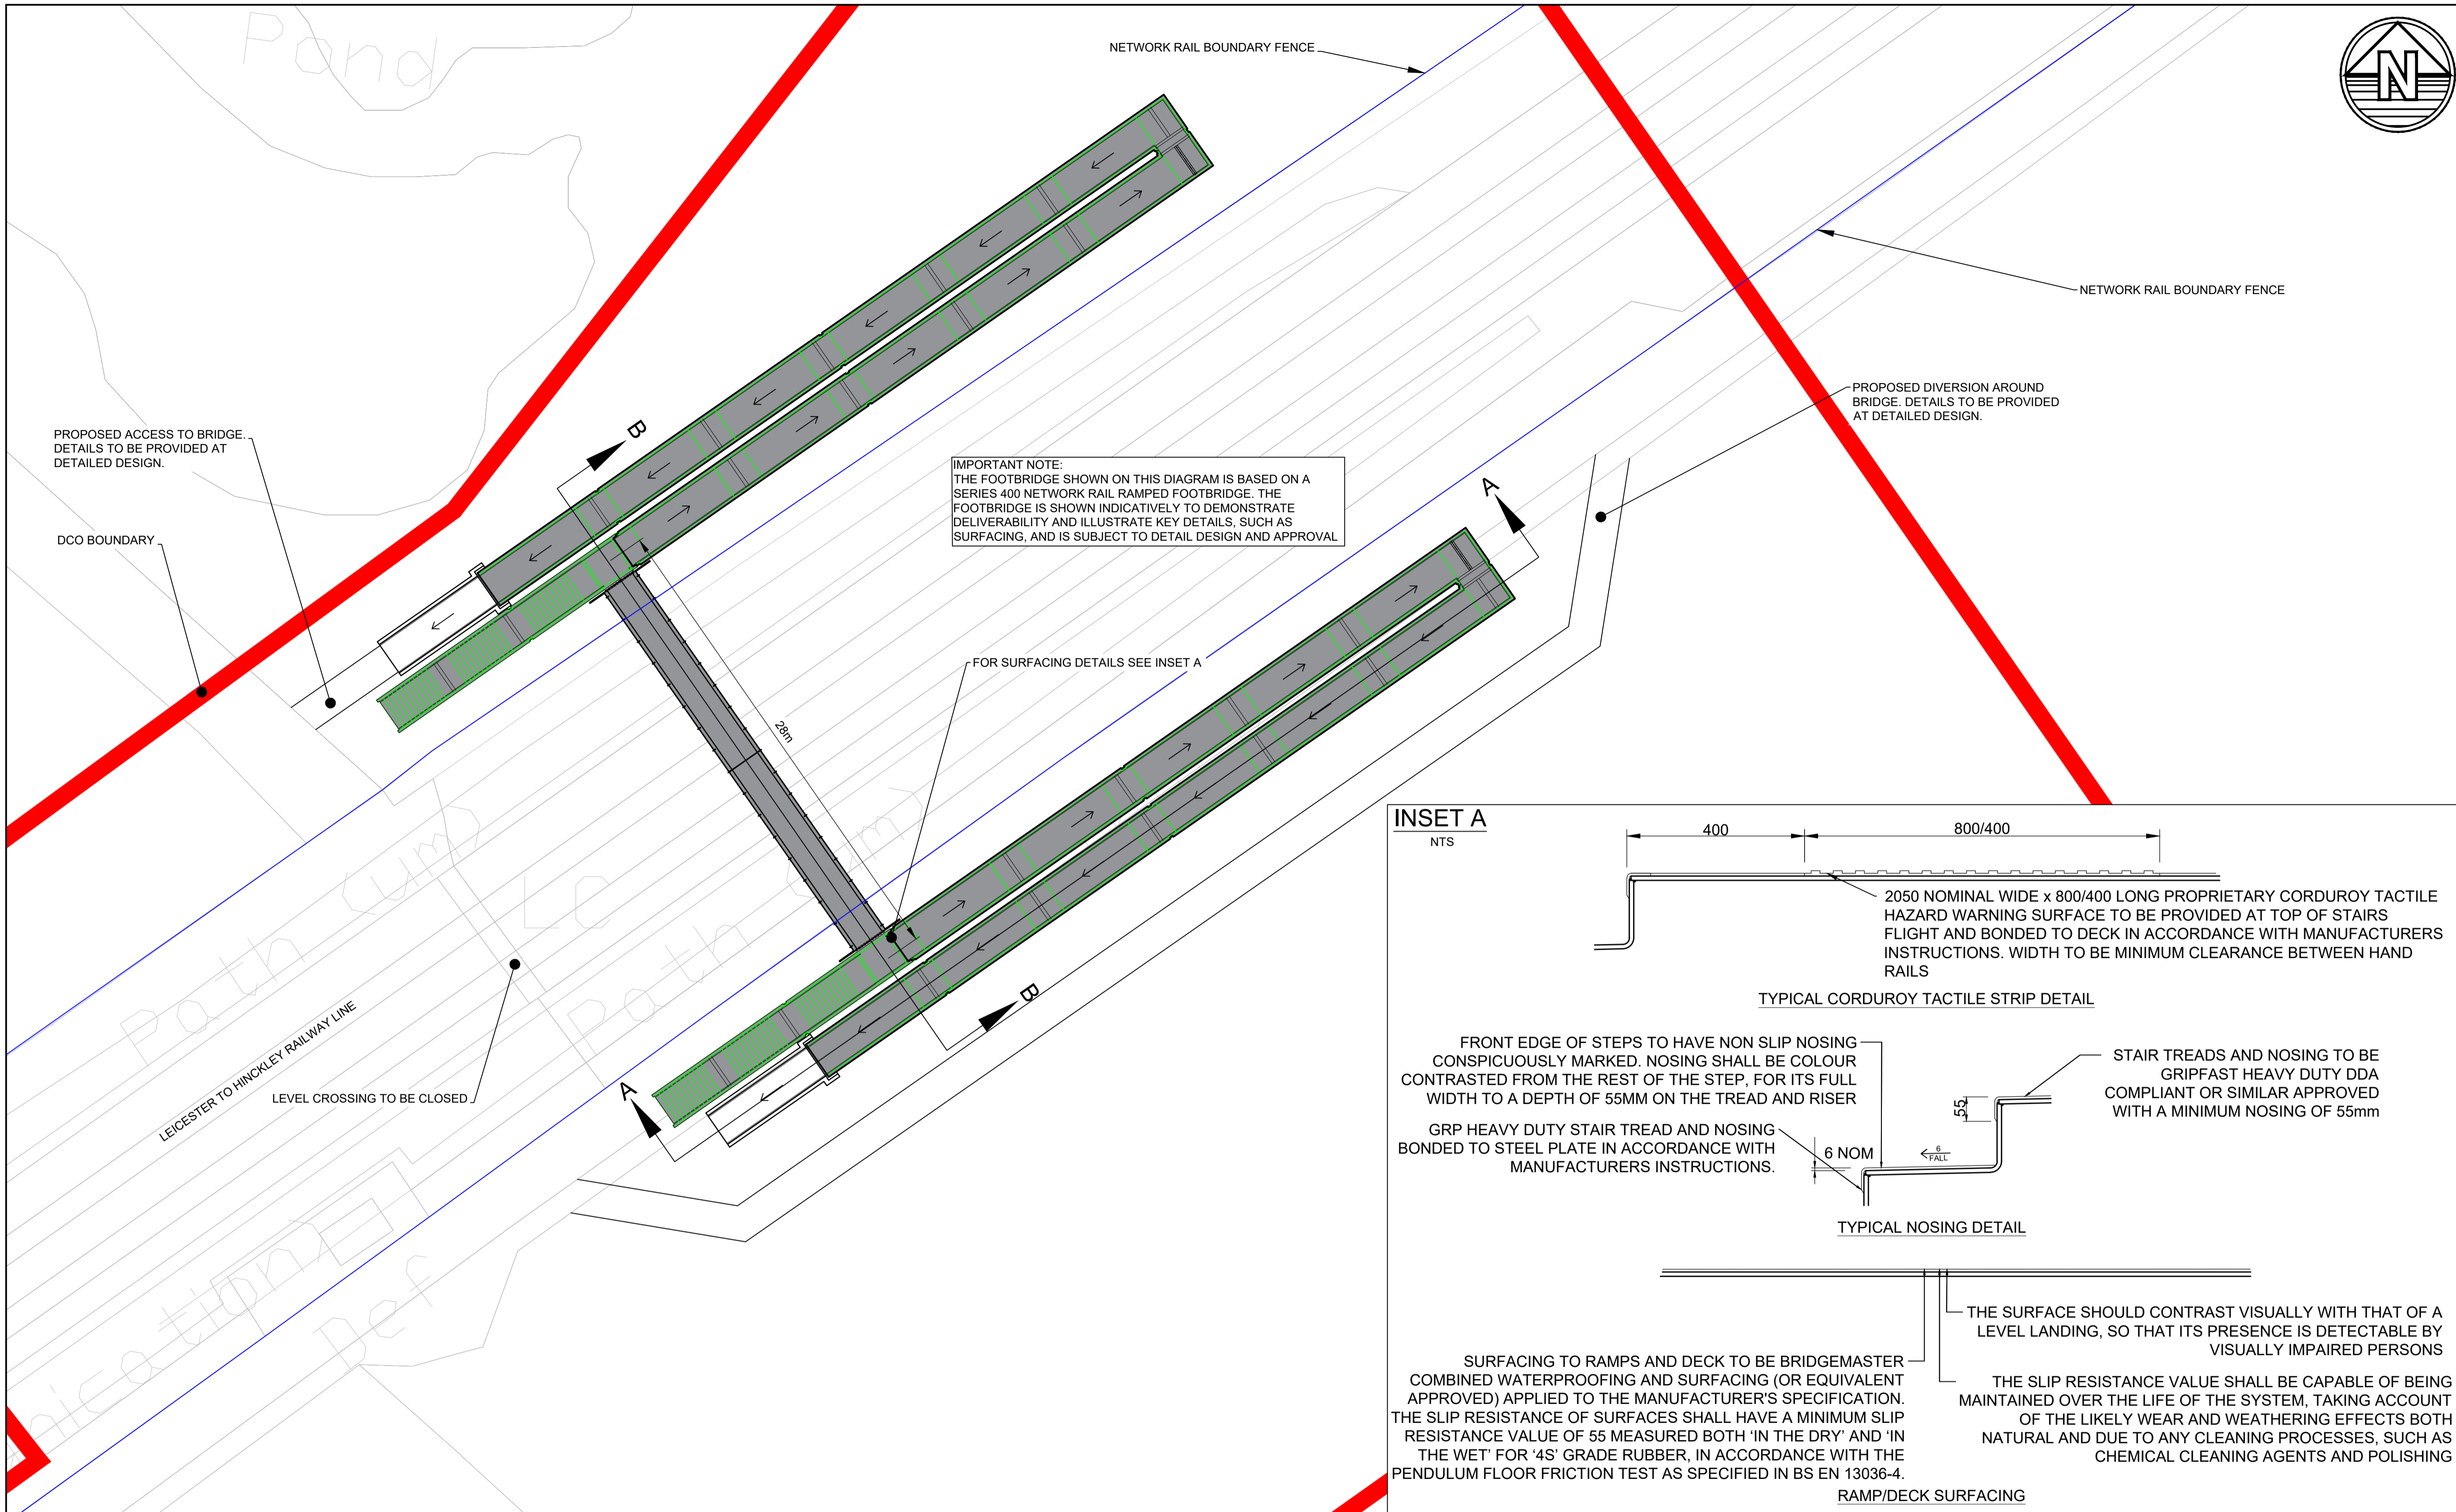 Pond
NETWORK RAIL BOUNDARY FENCE
N
NETWORK RAIL BOUNDARY FENCE
PROPOSED DIVERSION AROUND
BRIDGE. DETAILS TO BE PROVIDED
AT DETAILED DESIGN.
B
PROPOSED ACCESS TO BRIDGE.
DETAILS TO BE PROVIDED AT
DETAILED DESIGN.
IMPORTANT NOTE:
THE FOOTBRIDGE SHOWN ON THIS DIAGRAM IS BASED ON A
SERIES 400 NETWORK RAIL RAMPED FOOTBRIDGE. THE
FOOTBRIDGE IS SHOWN INDICATIVELY TO DEMONSTRATE
DELIVERABILITY AND ILLUSTRATE KEY DETAILS, SUCH AS
SURFACING, AND IS SUBJECT TO DETAIL DESIGN AND APPROVAL
A
DCO BOUNDARY
FOR SURFACING DETAILS SEE INSET A
28m
Path (um)
LC
Path (um)
B
LEICESTER TO HINCKLEY RAILWAY LINE
LEVEL CROSSING TO BE CLOSED
A
Def
INSET A
NTS
400
800/400
2050 NOMINAL WIDE x 800/400 LONG PROPRIETARY CORDUROY TACTILE
HAZARD WARNING SURFACE TO BE PROVIDED AT TOP OF STAIRS
FLIGHT AND BONDED TO DECK IN ACCORDANCE WITH MANUFACTURERS
INSTRUCTIONS. WIDTH TO BE MINIMUM CLEARANCE BETWEEN HAND
RAILS
TYPICAL CORDUROY TACTILE STRIP DETAIL
FRONT EDGE OF STEPS TO HAVE NON SLIP NOSING
CONSPICUOUSLY MARKED. NOSING SHALL BE COLOUR
CONTRASTED FROM THE REST OF THE STEP, FOR ITS FULL
WIDTH TO A DEPTH OF 55MM ON THE TREAD AND RISER
STAIR TREADS AND NOSING TO BE
GRIPFAST HEAVY DUTY DDA
COMPLIANT OR SIMILAR APPROVED
WITH A MINIMUM NOSING OF 55mm
55
GRP HEAVY DUTY STAIR TREAD AND NOSING
BONDED TO STEEL PLATE IN ACCORDANCE WITH
MANUFACTURERS INSTRUCTIONS.
6 NOM
6
FALL
TYPICAL NOSING DETAIL
THE SURFACE SHOULD CONTRAST VISUALLY WITH THAT OF A
LEVEL LANDING, SO THAT ITS PRESENCE IS DETECTABLE BY
VISUALLY IMPAIRED PERSONS
SURFACING TO RAMPS AND DECK TO BE BRIDGEMASTER
COMBINED WATERPROOFING AND SURFACING (OR EQUIVALENT
APPROVED) APPLIED TO THE MANUFACTURER'S SPECIFICATION.
THE SLIP RESISTANCE OF SURFACES SHALL HAVE A MINIMUM SLIP
RESISTANCE VALUE OF 55 MEASURED BOTH ‘IN THE DRY’ AND ‘IN
THE WET’ FOR ‘4S’ GRADE RUBBER, IN ACCORDANCE WITH THE
PENDULUM FLOOR FRICTION TEST AS SPECIFIED IN BS EN 13036-4.
THE SLIP RESISTANCE VALUE SHALL BE CAPABLE OF BEING
MAINTAINED OVER THE LIFE OF THE SYSTEM, TAKING ACCOUNT
OF THE LIKELY WEAR AND WEATHERING EFFECTS BOTH
NATURAL AND DUE TO ANY CLEANING PROCESSES, SUCH AS
CHEMICAL CLEANING AGENTS AND POLISHING
RAMP/DECK SURFACING